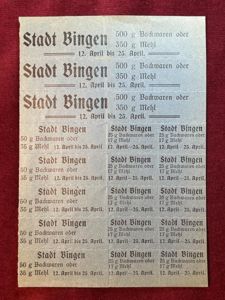 Stadt Bingen 500 g Backwaren oder
350 g Mehl
12. April bis 25. April.
Stadt Bingen 500 g Backwaren oder
350 g Mehl
12. April bis 25. April.
Stadt Bingen 500 g Backwaren oder
350 g Mehl
12. April bis 25. April.
Stadt Bingen
50 g Backwaren oder
35 g Mehl 12. April bis 25. April.
Stadt Bingen
25 g Backwaren oder
17 g Mehl
12. April - 25. April.
Stadt Bingen
25 g Backwaren oder
17 g Mehl
12. April - 25. April.
Stadt Bingen
50 g Backwaren oder
35 g Mehl 12. April bis 25. April.
Stadt Bingen
25 g Backwaren oder
17 g Mehl
12. April - 25. April.
Stadt Bingen
25 g Backwaren oder
17 g Mehl
12. April - 25. April.
Stadt Bingen
50 g Backwaren oder
35 g Mehl 12. April bis 25. April.
Stadt Bingen
25 g Backwaren oder
17 g Mehl
12. April - 25. April.
Stadt Bingen
25 g Backwaren oder
17 g Mehl
12. April - 25. April.
Stadt Bingen
50 g Backwaren oder
35 g Mehl 12. April bis 25. April.
Stadt Bingen
25 g Backwaren oder
17 g Mehl
12. April - 25. April.
Stadt Bingen
25 g Backwaren oder
17 g Mehl
12. April - 25. April.
Stadt Bingen
50 g Backwaren oder
35 g Mehl 12. April bis 25. April.
Stadt Bingen
25 g Backwaren oder
17 g Mehl
12. April - 25. April.
Stadt Bingen
25 g Backwaren oder
17 g Mehl
12. April - 25. April.